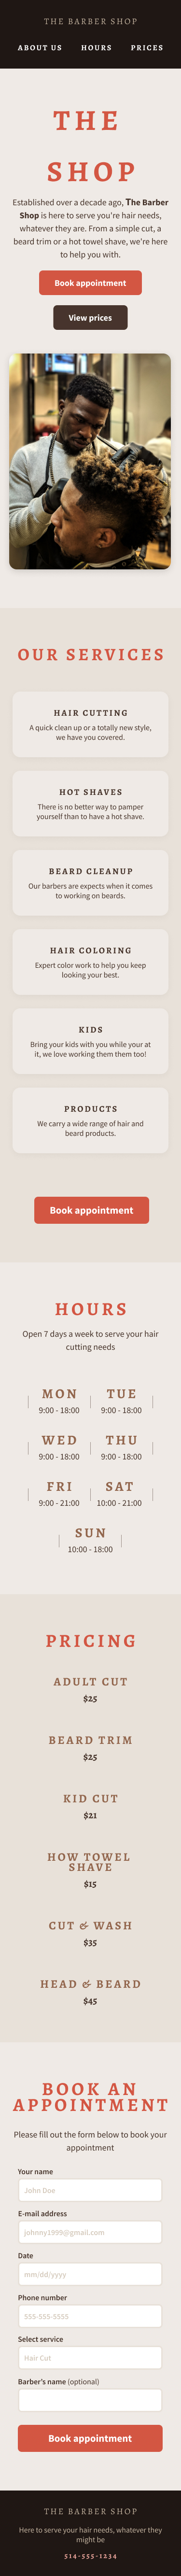 THE BARBER SHOP
ABOUT US HOURS PRICES
THE
SHOP
Established over a decade ago, The Barber
Shop is here to serve you're hair needs,
whatever they are. From a simple cut, a
beard trim or a hot towel shave, we're here
to help you with.
Book appointment
View prices
OUR SERVICES
HAIR CUTTING
A quick clean up or a totally new style,
we have you covered.
HOT SHAVES
There is no better way to pamper
yourself than to have a hot shave.
BEARD CLEANUP
Our barbers are expects when it comes
to working on beards.
HAIR COLORING
Expert color work to help you keep
looking your best.
KIDS
Bring your kids with you while your at
it, we love working them them too!
PRODUCTS
We carry a wide range of hair and
beard products.
Book appointment
HOURS
Open 7 days a week to serve your hair
cutting needs
MON TUE
9:00 - 18:00 9:00 - 18:00
WED THU
9:00 - 18:00 9:00 - 18:00
FRI SAT
9:00 - 21:00 10:00 - 21:00
SUN
10:00 - 18:00
PRICING
ADULT CUT
$25
BEARD TRIM
$25
KID CUT
$21
HOW TOWEL
SHAVE
$15
CUT & WASH
$35
HEAD & BEARD
$45
BOOK AN
APPOINTMENT
Please fill out the form below to book your
appointment
Your name
John Doe
E-mail address
johnny1999@gmail.com
Date
mm/dd/yyyy
Phone number
555-555-5555
Select service
Hair Cut
Barber's name (optional)
Book appointment
THE BARBER SHOP
Here to serve your hair needs, whatever they
might be
514-555-1234